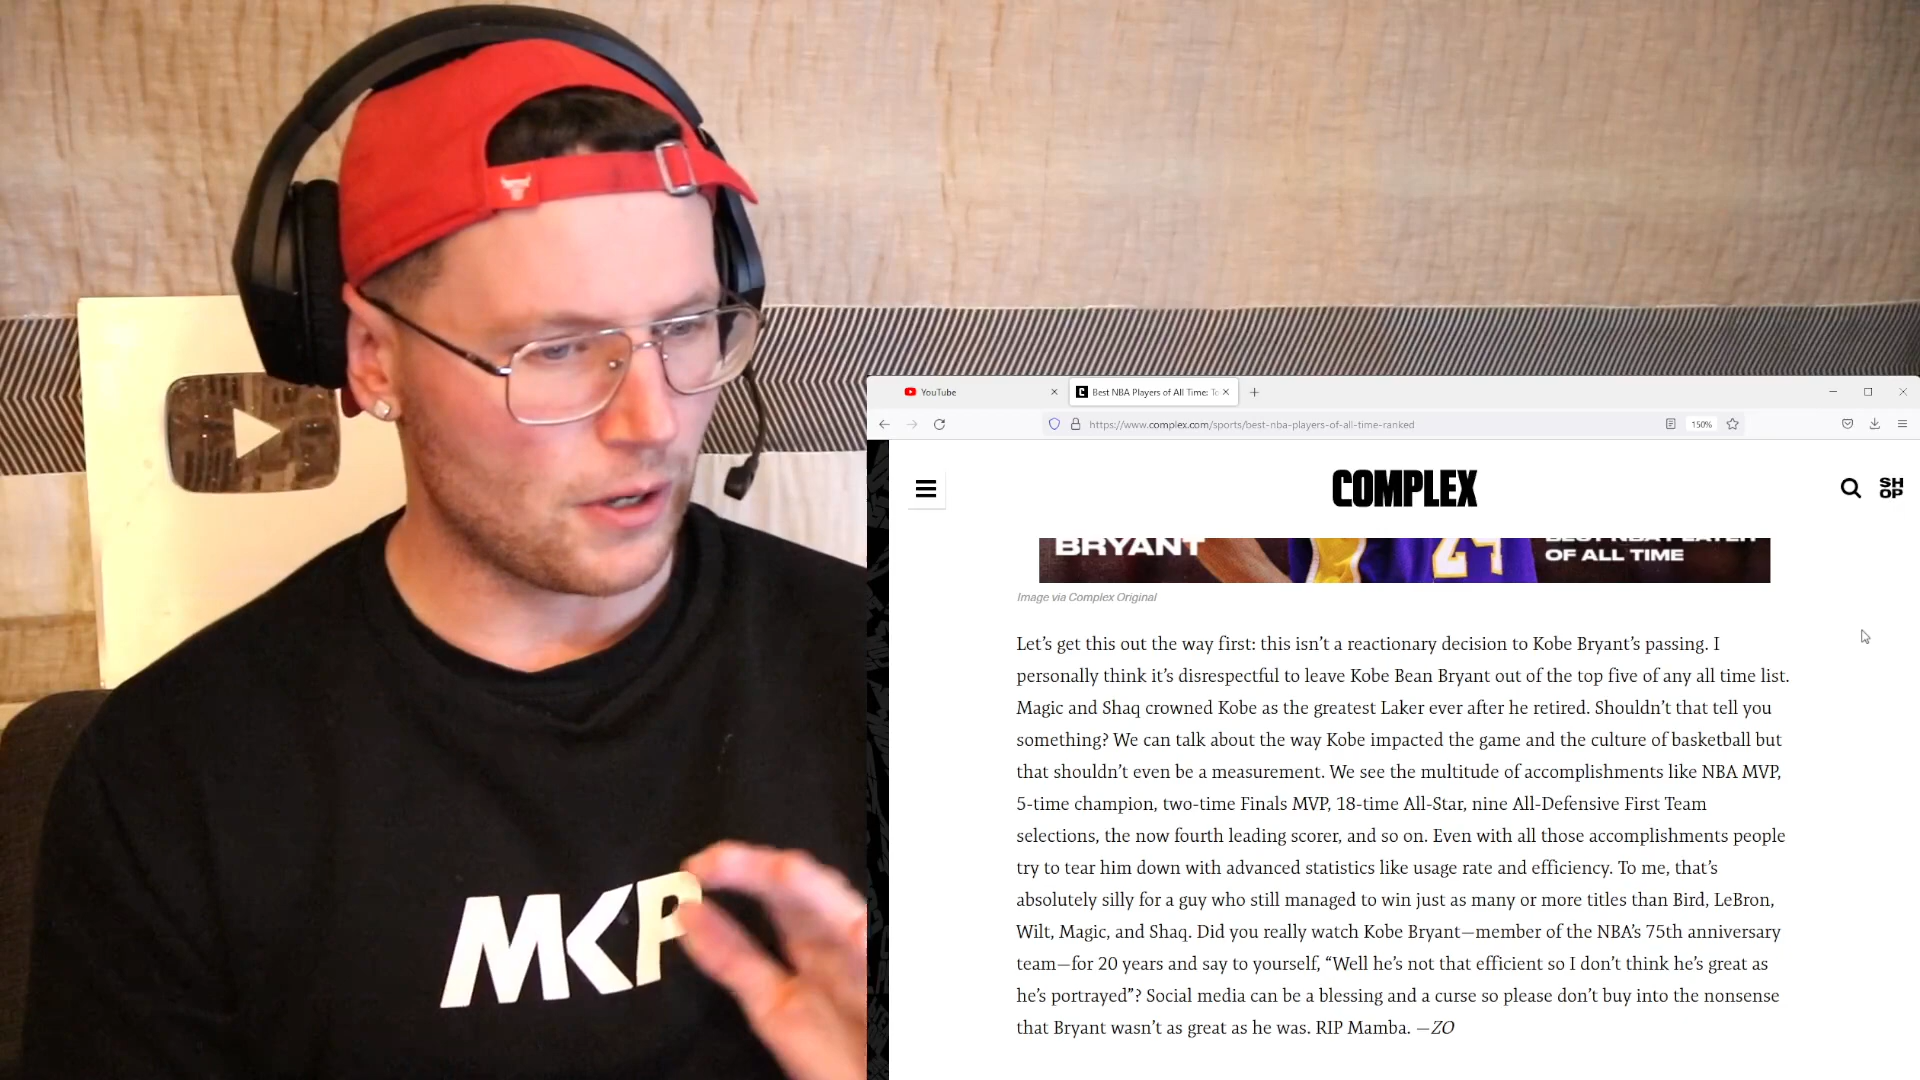 MKP
YouTube
Best NBA Players of All Time: To
https://www.complex.com/sports/best-nba-players-of-all-time-ranked
150%
COMPLEX
SH
OP
BRYANT
24
BEST NBA PLAYER
OF ALL TIME
Image via Complex Original
Let’s get this out the way first: this isn’t a reactionary decision to Kobe Bryant’s passing. I
personally think it’s disrespectful to leave Kobe Bean Bryant out of the top five of any all time list.
Magic and Shaq crowned Kobe as the greatest Laker ever after he retired. Shouldn’t that tell you
something? We can talk about the way Kobe impacted the game and the culture of basketball but
that shouldn’t even be a measurement. We see the multitude of accomplishments like NBA MVP,
5-time champion, two-time Finals MVP, 18-time All-Star, nine All-Defensive First Team
selections, the now fourth leading scorer, and so on. Even with all those accomplishments people
try to tear him down with advanced statistics like usage rate and efficiency. To me, that’s
absolutely silly for a guy who still managed to win just as many or more titles than Bird, LeBron,
Wilt, Magic, and Shaq. Did you really watch Kobe Bryant—member of the NBA’s 75th anniversary
team—for 20 years and say to yourself, “Well he’s not that efficient so I don’t think he’s great as
he’s portrayed”? Social media can be a blessing and a curse so please don’t buy into the nonsense
that Bryant wasn’t as great as he was. RIP Mamba. —ZO